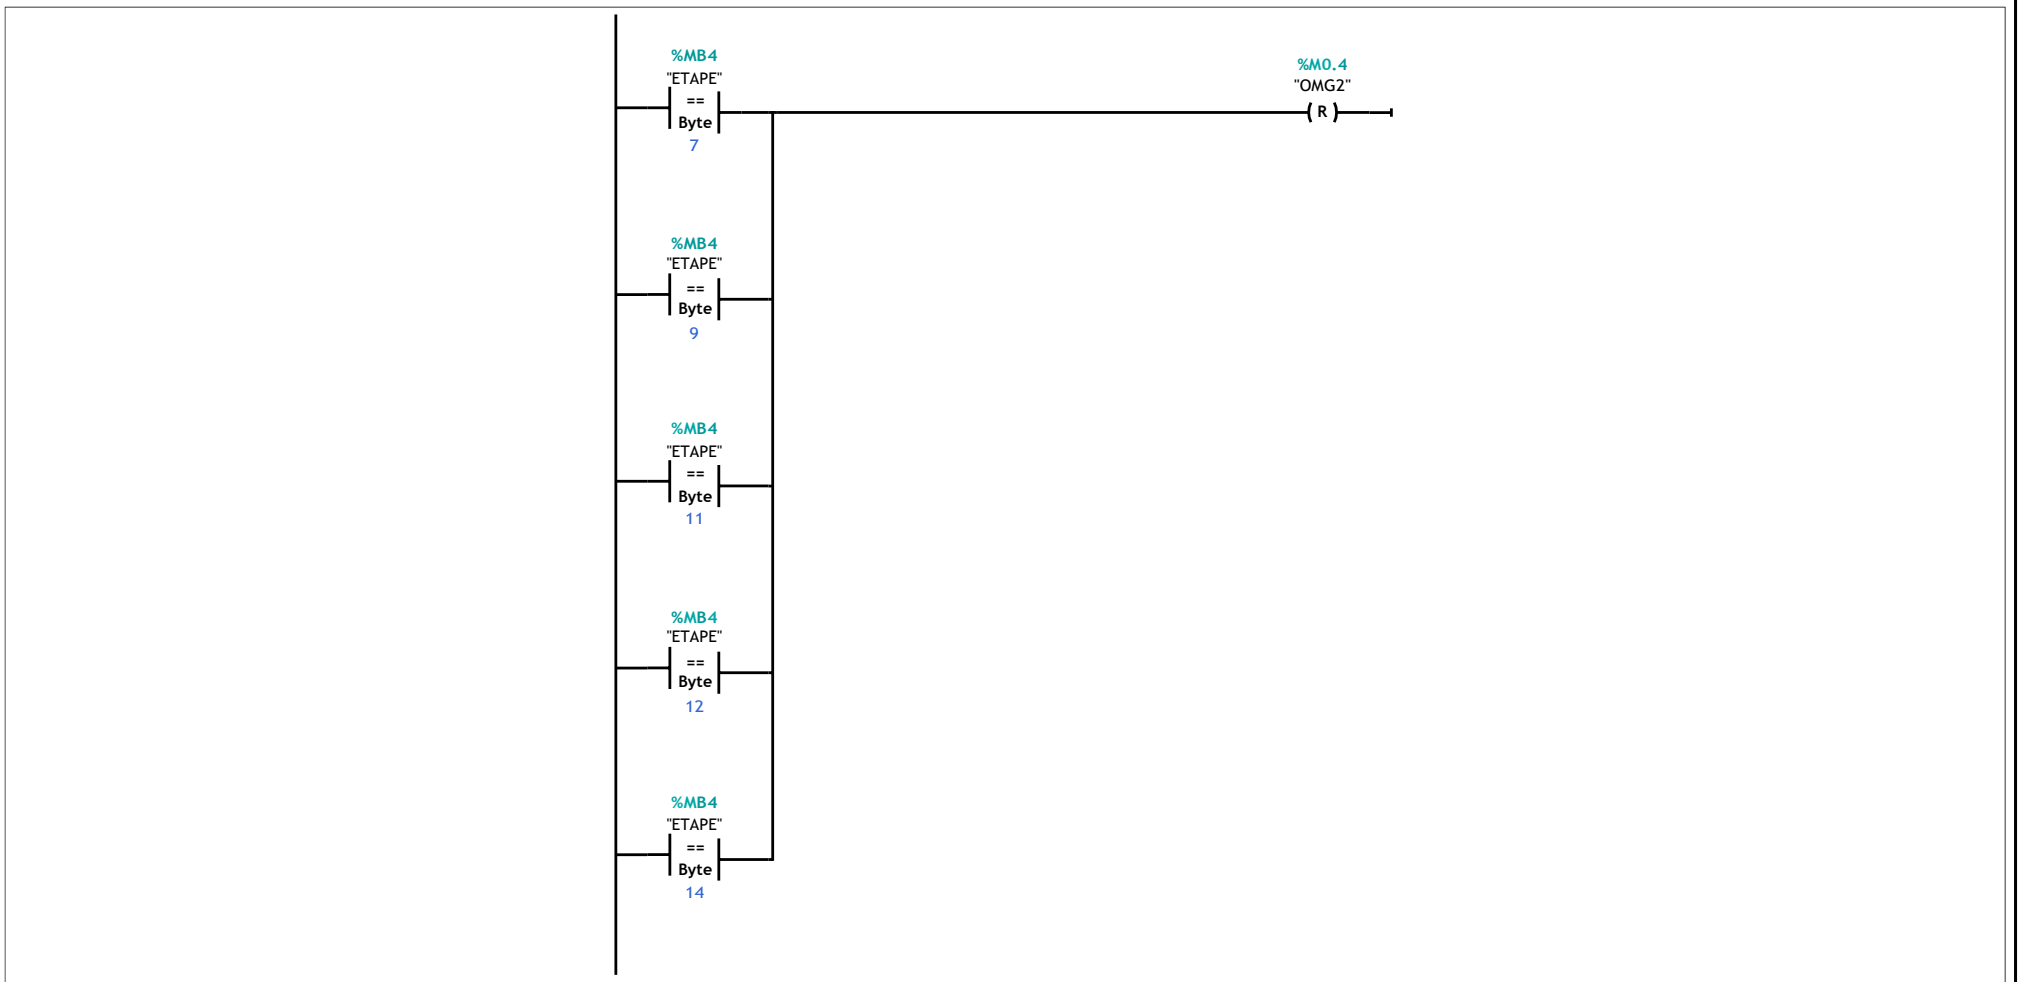 %MB4
"ETAPE"
==
Byte
7
%M0.4
"OMG2"
( R )
%MB4
"ETAPE"
==
Byte
9
%MB4
"ETAPE"
==
Byte
11
%MB4
"ETAPE"
==
Byte
12
%MB4
"ETAPE"
==
Byte
14